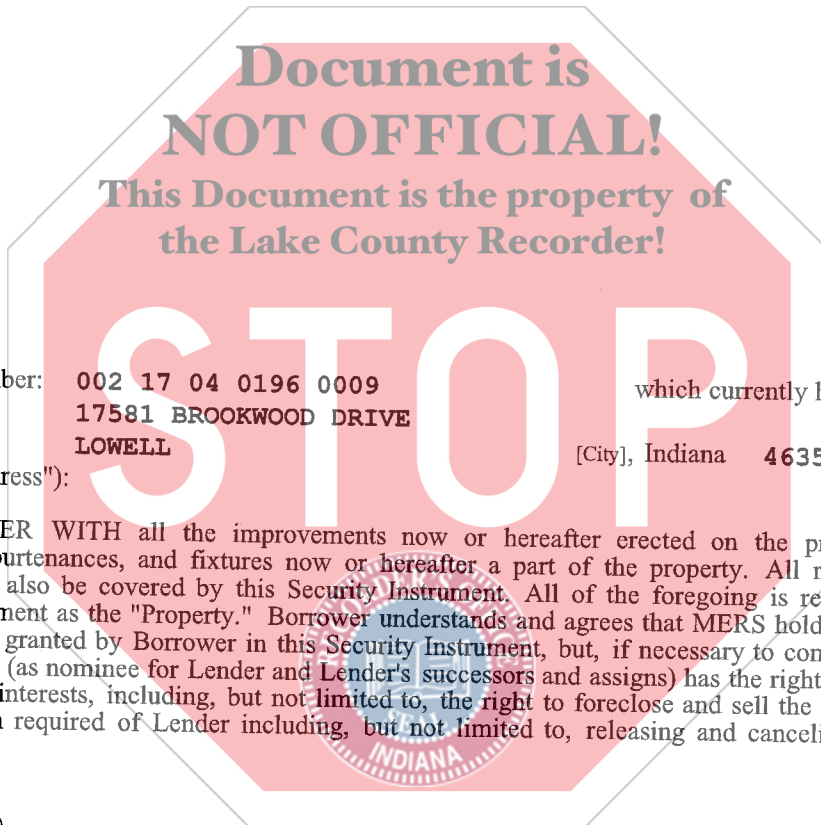 Document is
NOT OFFICIAL!
This Document is the property of
the Lake County Recorder!
STOP
ber: 002 17 04 0196 0009 which currently h
17581 BROOKWOOD DRIVE
LOWELL [City], Indiana 4635
ress"):
ER WITH all the improvements now or hereafter erected on the pr
urtenances, and fixtures now or hereafter a part of the property. All r
also be covered by this Security Instrument. All of the foregoing is re
ment as the "Property." Borrower understands and agrees that MERS hold
granted by Borrower in this Security Instrument, but, if necessary to com
(as nominee for Lender and Lender's successors and assigns) has the right
interests, including, but not limited to, the right to foreclose and sell the
required of Lender including, but not limited to, releasing and canceli
RECORDER'S OFFICE
SEAL
INDIANA